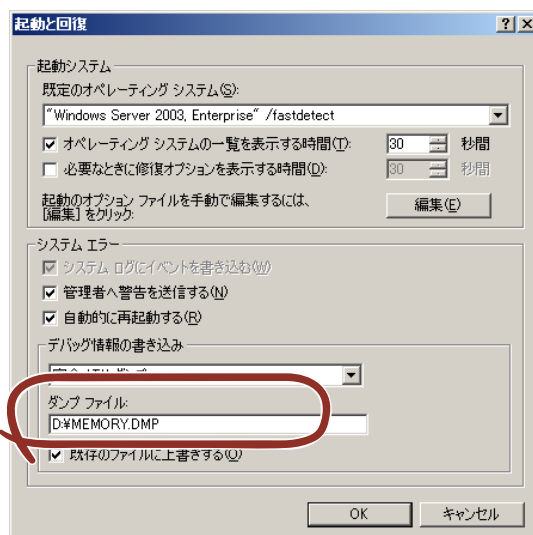 起動と回復
起動システム
既定のオペレーティング システム(S):
"Windows Server 2003, Enterprise" /fastdetect
オペレーティング システムの一覧を表示する時間(T): 30 秒間
必要なときに修復オプションを表示する時間(D): 30 秒間
起動のオプション ファイルを手動で編集するには、
[編集] をクリック:
編集(E)
システム エラー
システム ログにイベントを書き込む(W)
管理者へ警告を送信する(N)
自動的に再起動する(R)
デバッグ情報の書き込み
ダンプ ファイル:
D:¥MEMORY.DMP
既存のファイルに上書きする(O)
OK キャンセル